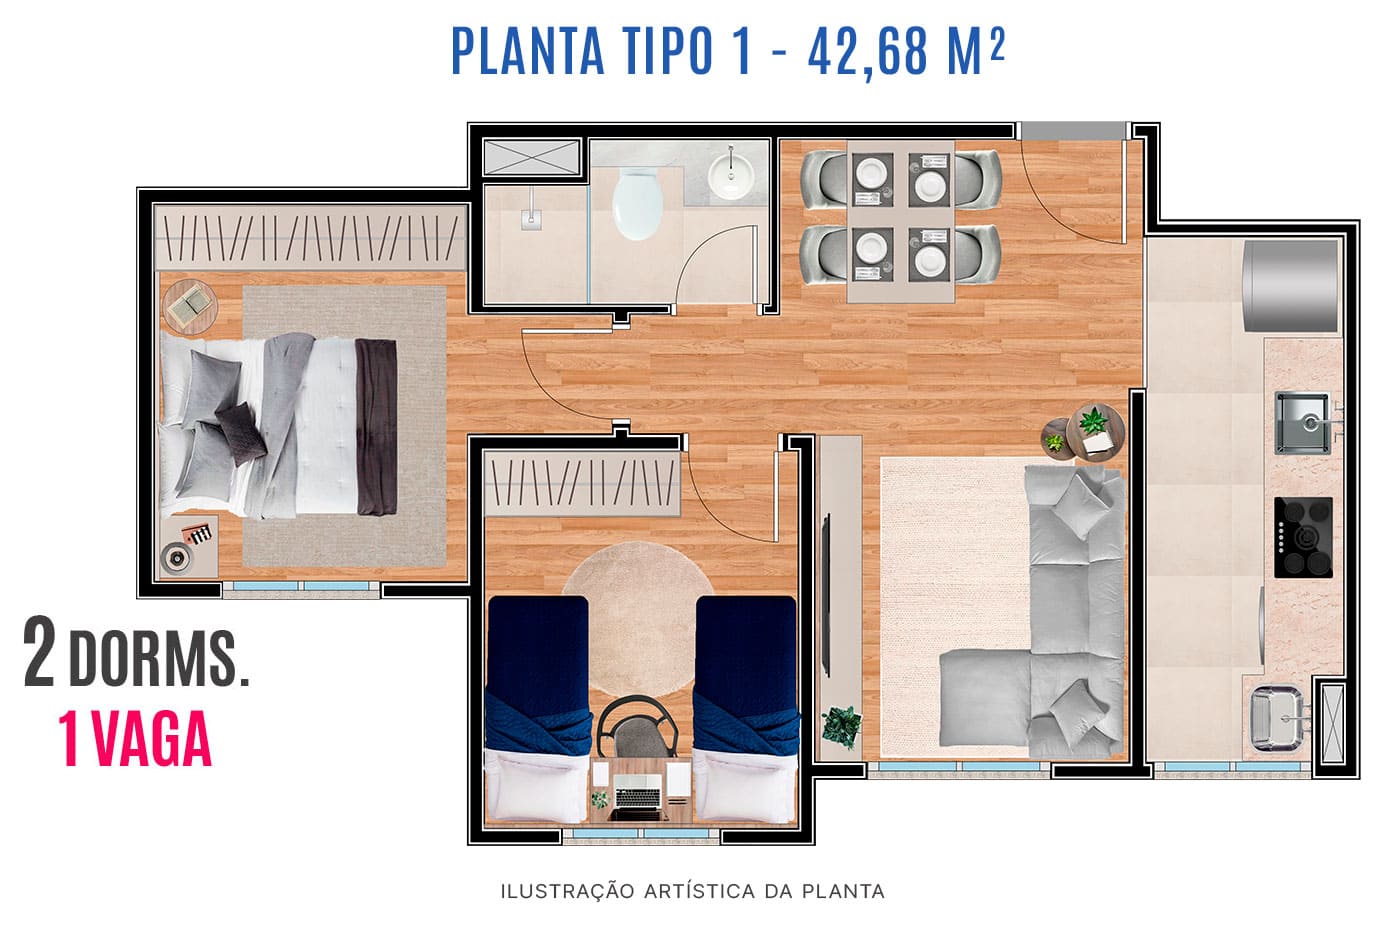 PLANTA TIPO 1 - 42,68 M²
2 DORMS.
1 VAGA
ILUSTRAÇÃO ARTÍSTICA DA PLANTA